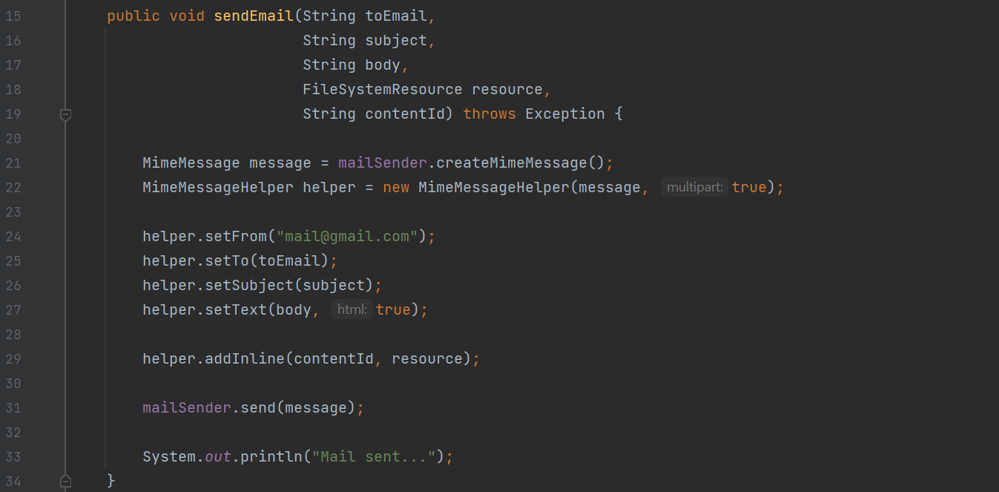 15 public void sendEmail(String toEmail,
16 String subject,
17 String body,
18 FileSystemResource resource,
19 String contentId) throws Exception {
20
21 MimeMessage message = mailSender.createMimeMessage();
22 MimeMessageHelper helper = new MimeMessageHelper(message, multipart: true);
23
24 helper.setFrom("mail@gmail.com");
25 helper.setTo(toEmail);
26 helper.setSubject(subject);
27 helper.setText(body, html: true);
28
29 helper.addInline(contentId, resource);
30
31 mailSender.send(message);
32
33 System.out.println("Mail sent...");
34 }